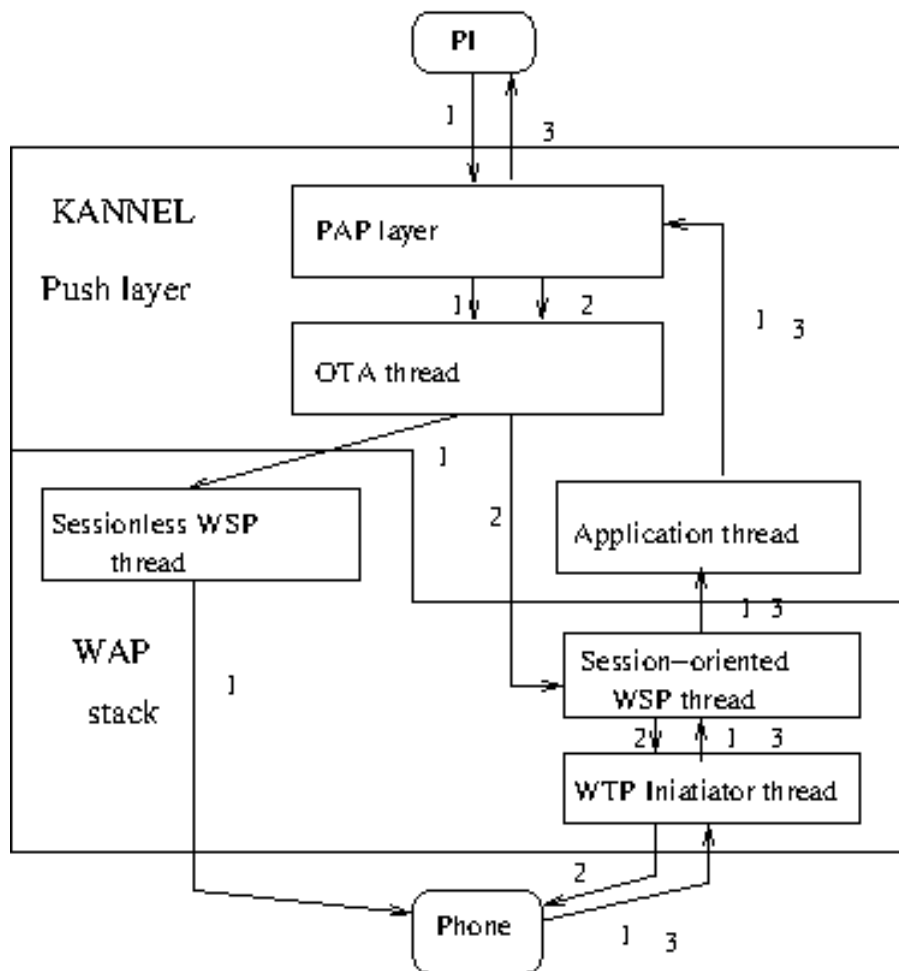 PI
1
3
KANNEL
Push layer
PAP layer
1
2
1 3
OTA thread
1
2
Sessionless WSP
thread
Application thread
1 3
WAP
stack
1
Session-oriented
WSP thread
2
1 3
WTP Iniatiator thread
2
Phone
1 3